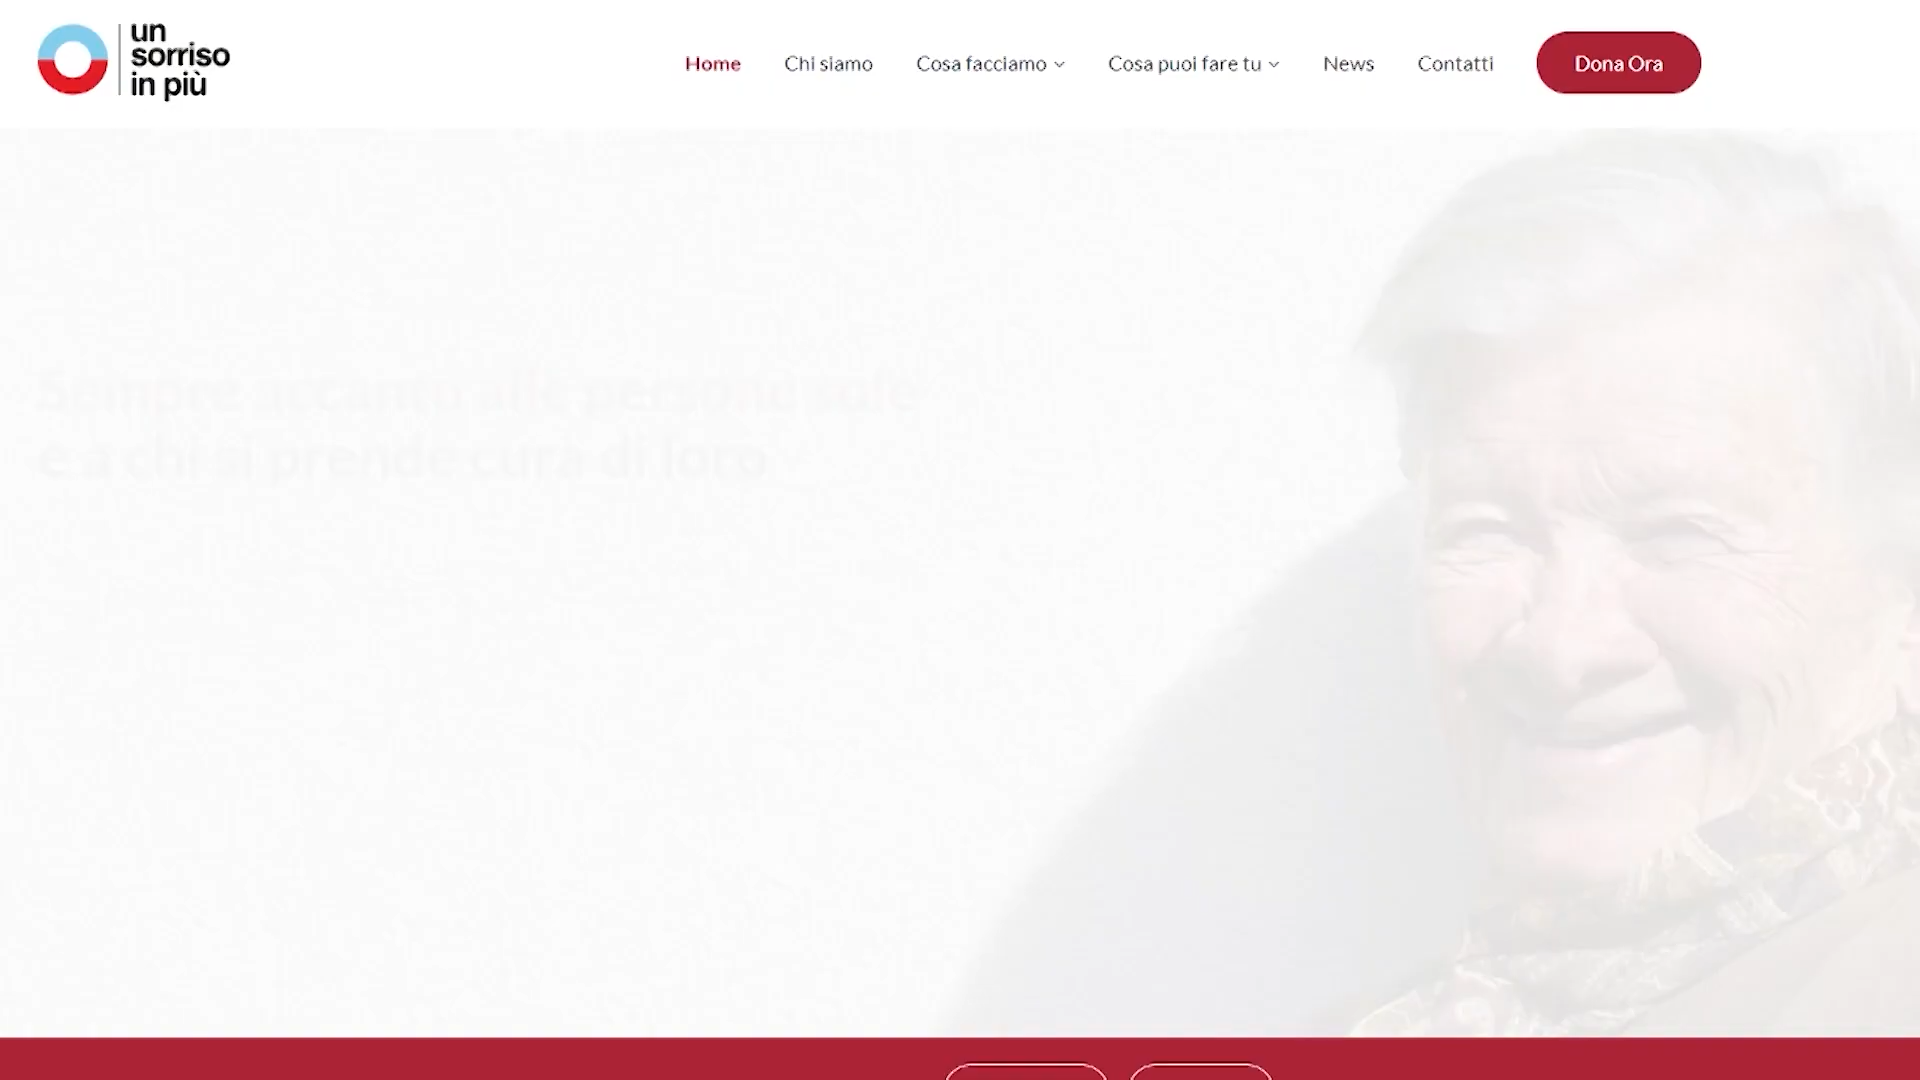 un
sorriso
in più
Home
Chi siamo
Cosa facciamo
Cosa puoi fare tu
News
Contatti
Dona Ora
Sempre accanto alle persone sole
e a chi si prende cura di loro